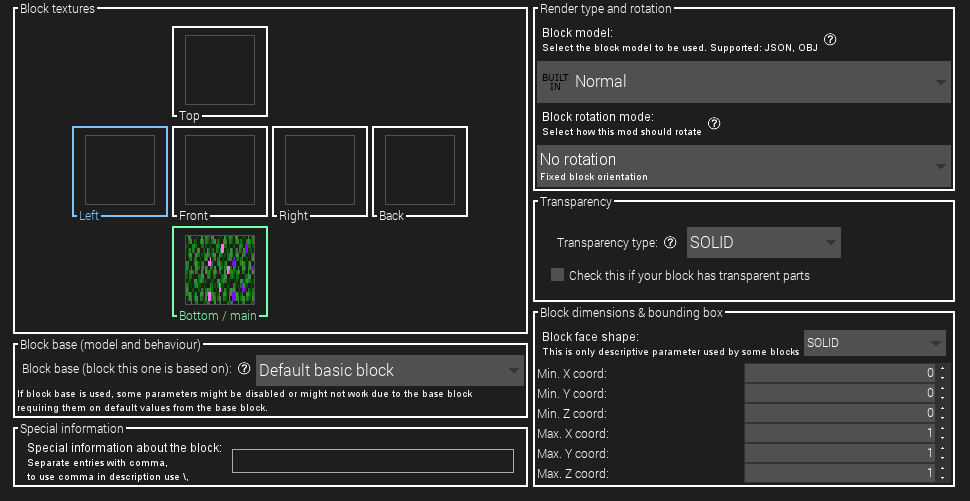 Block textures
Top
Left
Front
Right
Back
Bottom / main
Block base (model and behaviour)
Block base (block this one is based on):
?
Default basic block
If block base is used, some parameters might be disabled or might not work due to the base block
requiring them on default values from the base block.
Special information
Special information about the block:
Separate entries with comma,
to use comma in description use \,
Render type and rotation
Block model:
Select the block model to be used. Supported: JSON, OBJ
?
BUILT
IN
Normal
Block rotation mode:
Select how this mod should rotate
?
No rotation
Fixed block orientation
Transparency
Transparency type:
?
SOLID
Check this if your block has transparent parts
Block dimensions & bounding box
Block face shape:
This is only descriptive parameter used by some blocks
SOLID
Min. X coord: 0
Min. Y coord: 0
Min. Z coord: 0
Max. X coord: 1
Max. Y coord: 1
Max. Z coord: 1